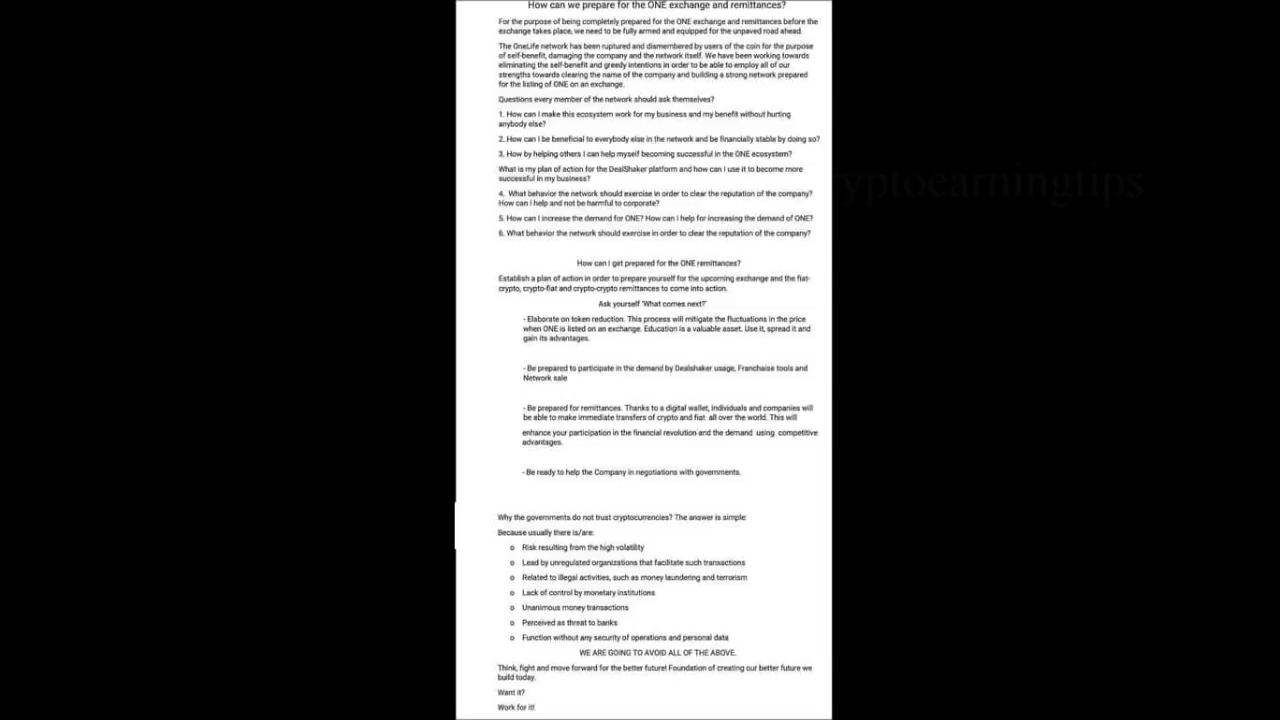 How can we prepare for the ONE exchange and remittances?
For the purpose of being completely prepared for the ONE exchange and remittances before the
exchange takes place, we need to be fully armed and equipped for the unpaved road ahead.
The OneLife network has been ruptured and dismembered by users of the coin for the purpose
of self-benefit, damaging the company and the network itself. We have been working towards
eliminating the self-benefit and greedy intentions in order to be able to employ all of our
strengths towards clearing the name of the company and building a strong network prepared
for the listing of ONE on an exchange.
Questions every member of the network should ask themselves?
1. How can I make this ecosystem work for my business and my benefit without hurting
anybody else?
2. How can I be beneficial to everybody else in the network and be financially stable by doing so?
3. How by helping others I can help myself becoming successful in the ONE ecosystem?
What is my plan of action for the DealShaker platform and how can I use it to become more
successful in my business?
4. What behavior the network should exercise in order to clear the reputation of the company?
How can I help and not be harmful to corporate?
5. How can I increase the demand for ONE? How can I help for increasing the demand of ONE?
6. What behavior the network should exercise in order to clear the reputation of the company?
How can I get prepared for the ONE remittances?
Establish a plan of action in order to prepare yourself for the upcoming exchange and the fiat-
crypto, crypto-fiat and crypto-crypto remittances to come into action.
Ask yourself "What comes next?"
- Elaborate on token reduction. This process will mitigate the fluctuations in the price
when ONE is listed on an exchange. Education is a valuable asset. Use it, spread it and
gain its advantages.
- Be prepared to participate in the demand by Dealshaker usage, Franchaise tools and
Network sale
- Be prepared for remittances. Thanks to a digital wallet, individuals and companies will
be able to make immediate transfers of crypto and fiat all over the world. This will
enhance your participation in the financial revolution and the demand using competitive
advantages.
- Be ready to help the Company in negotiations with governments.
Why the governments do not trust cryptocurrencies? The answer is simple:
Because usually there is/are:
o Risk resulting from the high volatility
o Lead by unregulated organizations that facilitate such transactions
o Related to illegal activities, such as money laundering and terrorism
o Lack of control by monetary institutions
o Unanimous money transactions
o Perceived as threat to banks
o Function without any security of operations and personal data
WE ARE GOING TO AVOID ALL OF THE ABOVE.
Think, fight and move forward for the better future! Foundation of creating our better future we
build today.
Want it?
Work for it!